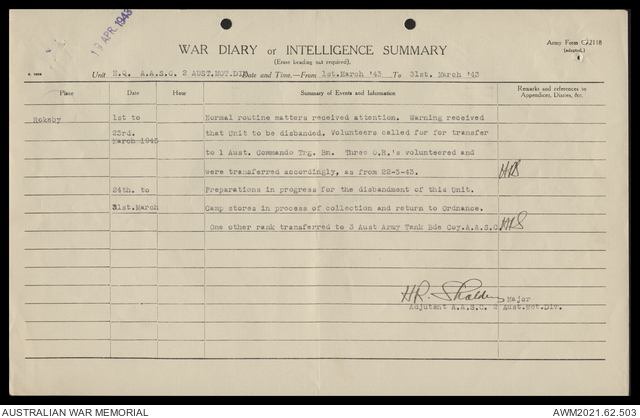 19 APR 1943
WAR DIARY or INTELLIGENCE SUMMARY
Army Form C 2118
(adapted.)
(Erase heading not required).
Unit H.Q. A.A.S.C. 2 AUST.MOT.DIV Date and Time.—From 1st.March '43 To 31st. March '43
Place Date Hour Summary of Events and Information Remarks and references to
Appendices, Diaries, &c.
Rokeby 1st to Normal routine matters received attention. Warning received
23rd. that Unit to be disbanded. Volunteers called for for transfer
March 1943 to 1 Aust. Commando Trg. Bn. Three O.R.'s volunteered and
were transferred accordingly, as from 22-3-43. HRS
24th. to Preparations in progress for the disbandment of this Unit.
31st.March Camp stores in process of collection and return to Ordnance.
One other rank transferred to 3 Aust Army Tank Bde Coy.A.A.S.C. HRS
H.R. Major
Adjutant A.A.S.C. 2 Aust.Mot.Div.
AUSTRALIAN WAR MEMORIAL AWM2021.62.503